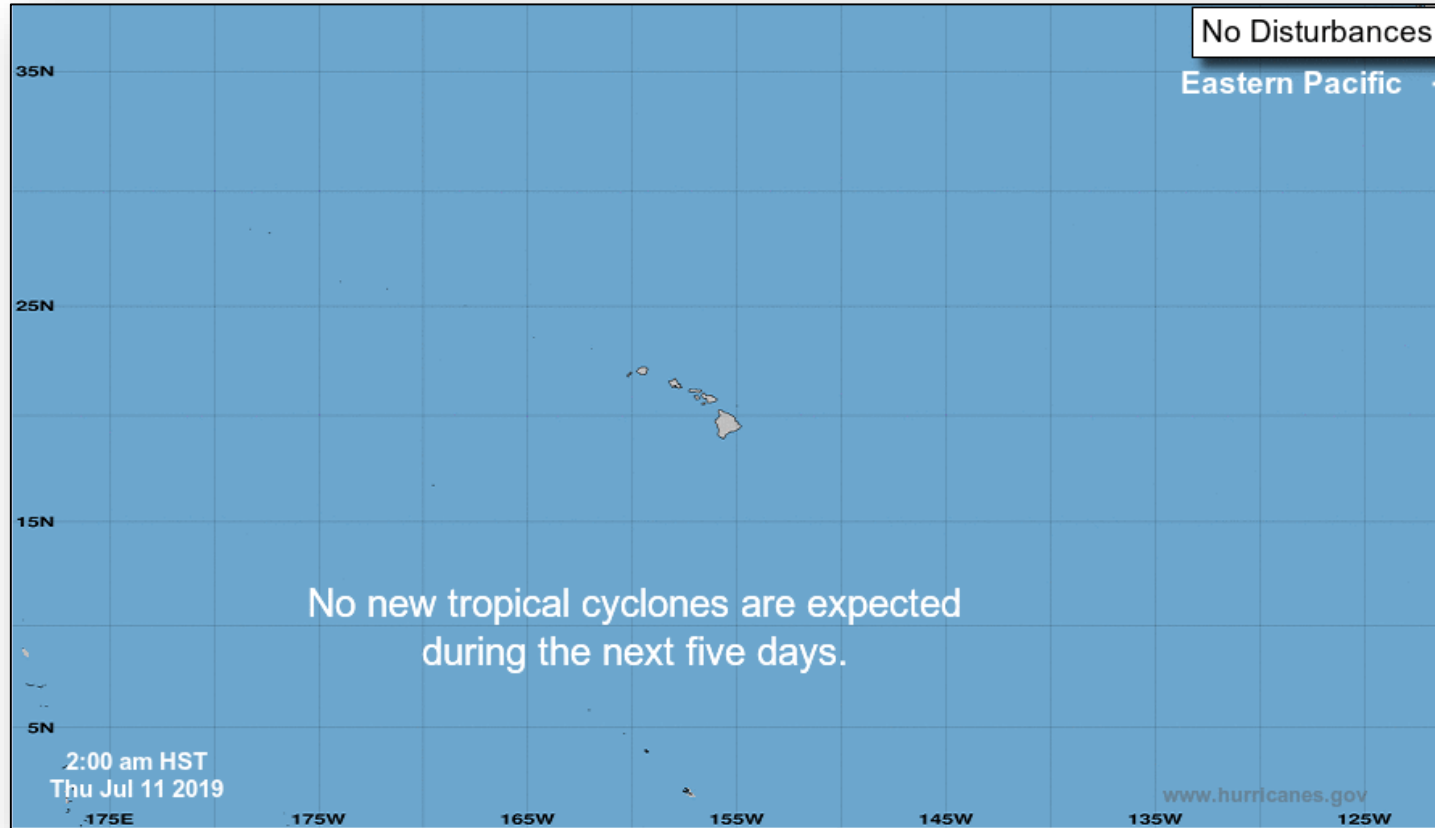 No Disturbances
35N
Eastern Pacific
25N
15N
No new tropical cyclones are expected
during the next five days.
5N
2:00 am HST
Thu Jul 11 2019
www.hurricanes.gov
175E 175W 165W 155W 145W 135W 125W